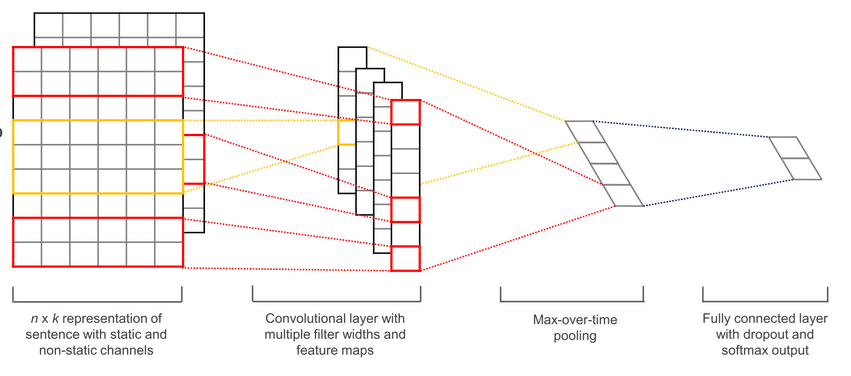 n x k representation of
sentence with static and
non-static channels
Convolutional layer with
multiple filter widths and
feature maps
Max-over-time
pooling
Fully connected layer
with dropout and
softmax output